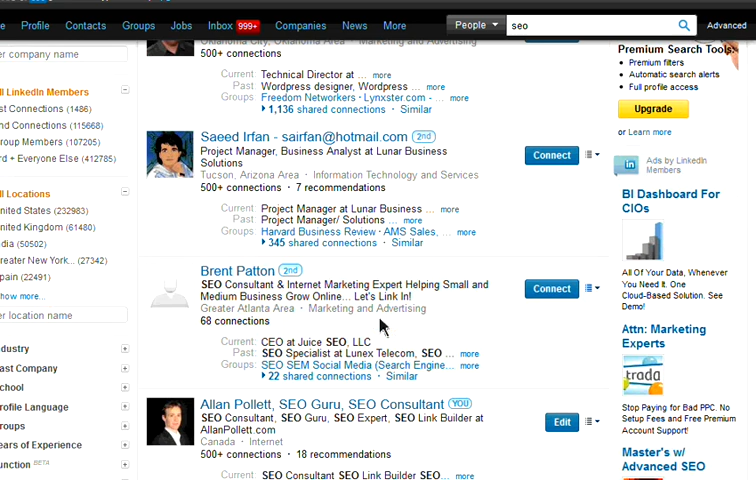 Profile Contacts Groups Jobs Inbox 999+ Companies News More People seo Advanced
er company name
ll LinkedIn Members
st Connections (1486)
nd Connections (115668)
roup Members (107205)
rd + Everyone Else (412785)
ll Locations
nited States (232983)
nited Kingdom (61480)
dia (50502)
reater New York... (27342)
pain (22491)
how more...
er location name
dustry
ast Company
chool
rofile Language
roups
ears of Experience
unction BETA
Oklahoma City, Oklahoma Area · Marketing and Advertising
500+ connections
Current: Technical Director at ... more
Past: Wordpress designer, Wordpress ... more
Groups: Freedom Networkers · Lynxster.com - ... more
1,136 shared connections · Similar
Saeed Irfan - sairfan@hotmail.com 2nd
Project Manager, Business Analyst at Lunar Business
Solutions
Tucson, Arizona Area · Information Technology and Services
500+ connections · 7 recommendations
Connect
Current: Project Manager at Lunar Business ... more
Past: Project Manager/ Solutions ... more
Groups: Harvard Business Review · AMS Sales, ... more
345 shared connections · Similar
Brent Patton 2nd
SEO Consultant & Internet Marketing Expert Helping Small and
Medium Business Grow Online... Let's Link In!
Greater Atlanta Area · Marketing and Advertising
68 connections
Connect
Current: CEO at Juice SEO, LLC
Past: SEO Specialist at Lunex Telecom, SEO ... more
Groups: SEO SEM Social Media (Search Engine... more
22 shared connections · Similar
Allan Pollett, SEO Guru, SEO Consultant YOU
SEO Consultant, SEO Guru, SEO Expert, SEO Link Builder at
AllanPollett.com
Canada · Internet
500+ connections · 18 recommendations
Edit
Current: SEO Consultant SEO Link Builder SEO... more
Premium Search Tools:
Premium filters
Automatic search alerts
Full profile access
Upgrade
or Learn more
in
Ads by LinkedIn
Members
BI Dashboard For
CIOs
All Of Your Data, Whenever
You Need It. One
Cloud-Based Solution. See
Demo!
Attn: Marketing
Experts
trada
Stop Paying for Bad PPC. No
Setup Fees and Free Premium
Account Support!
Master's w/
Advanced SEO